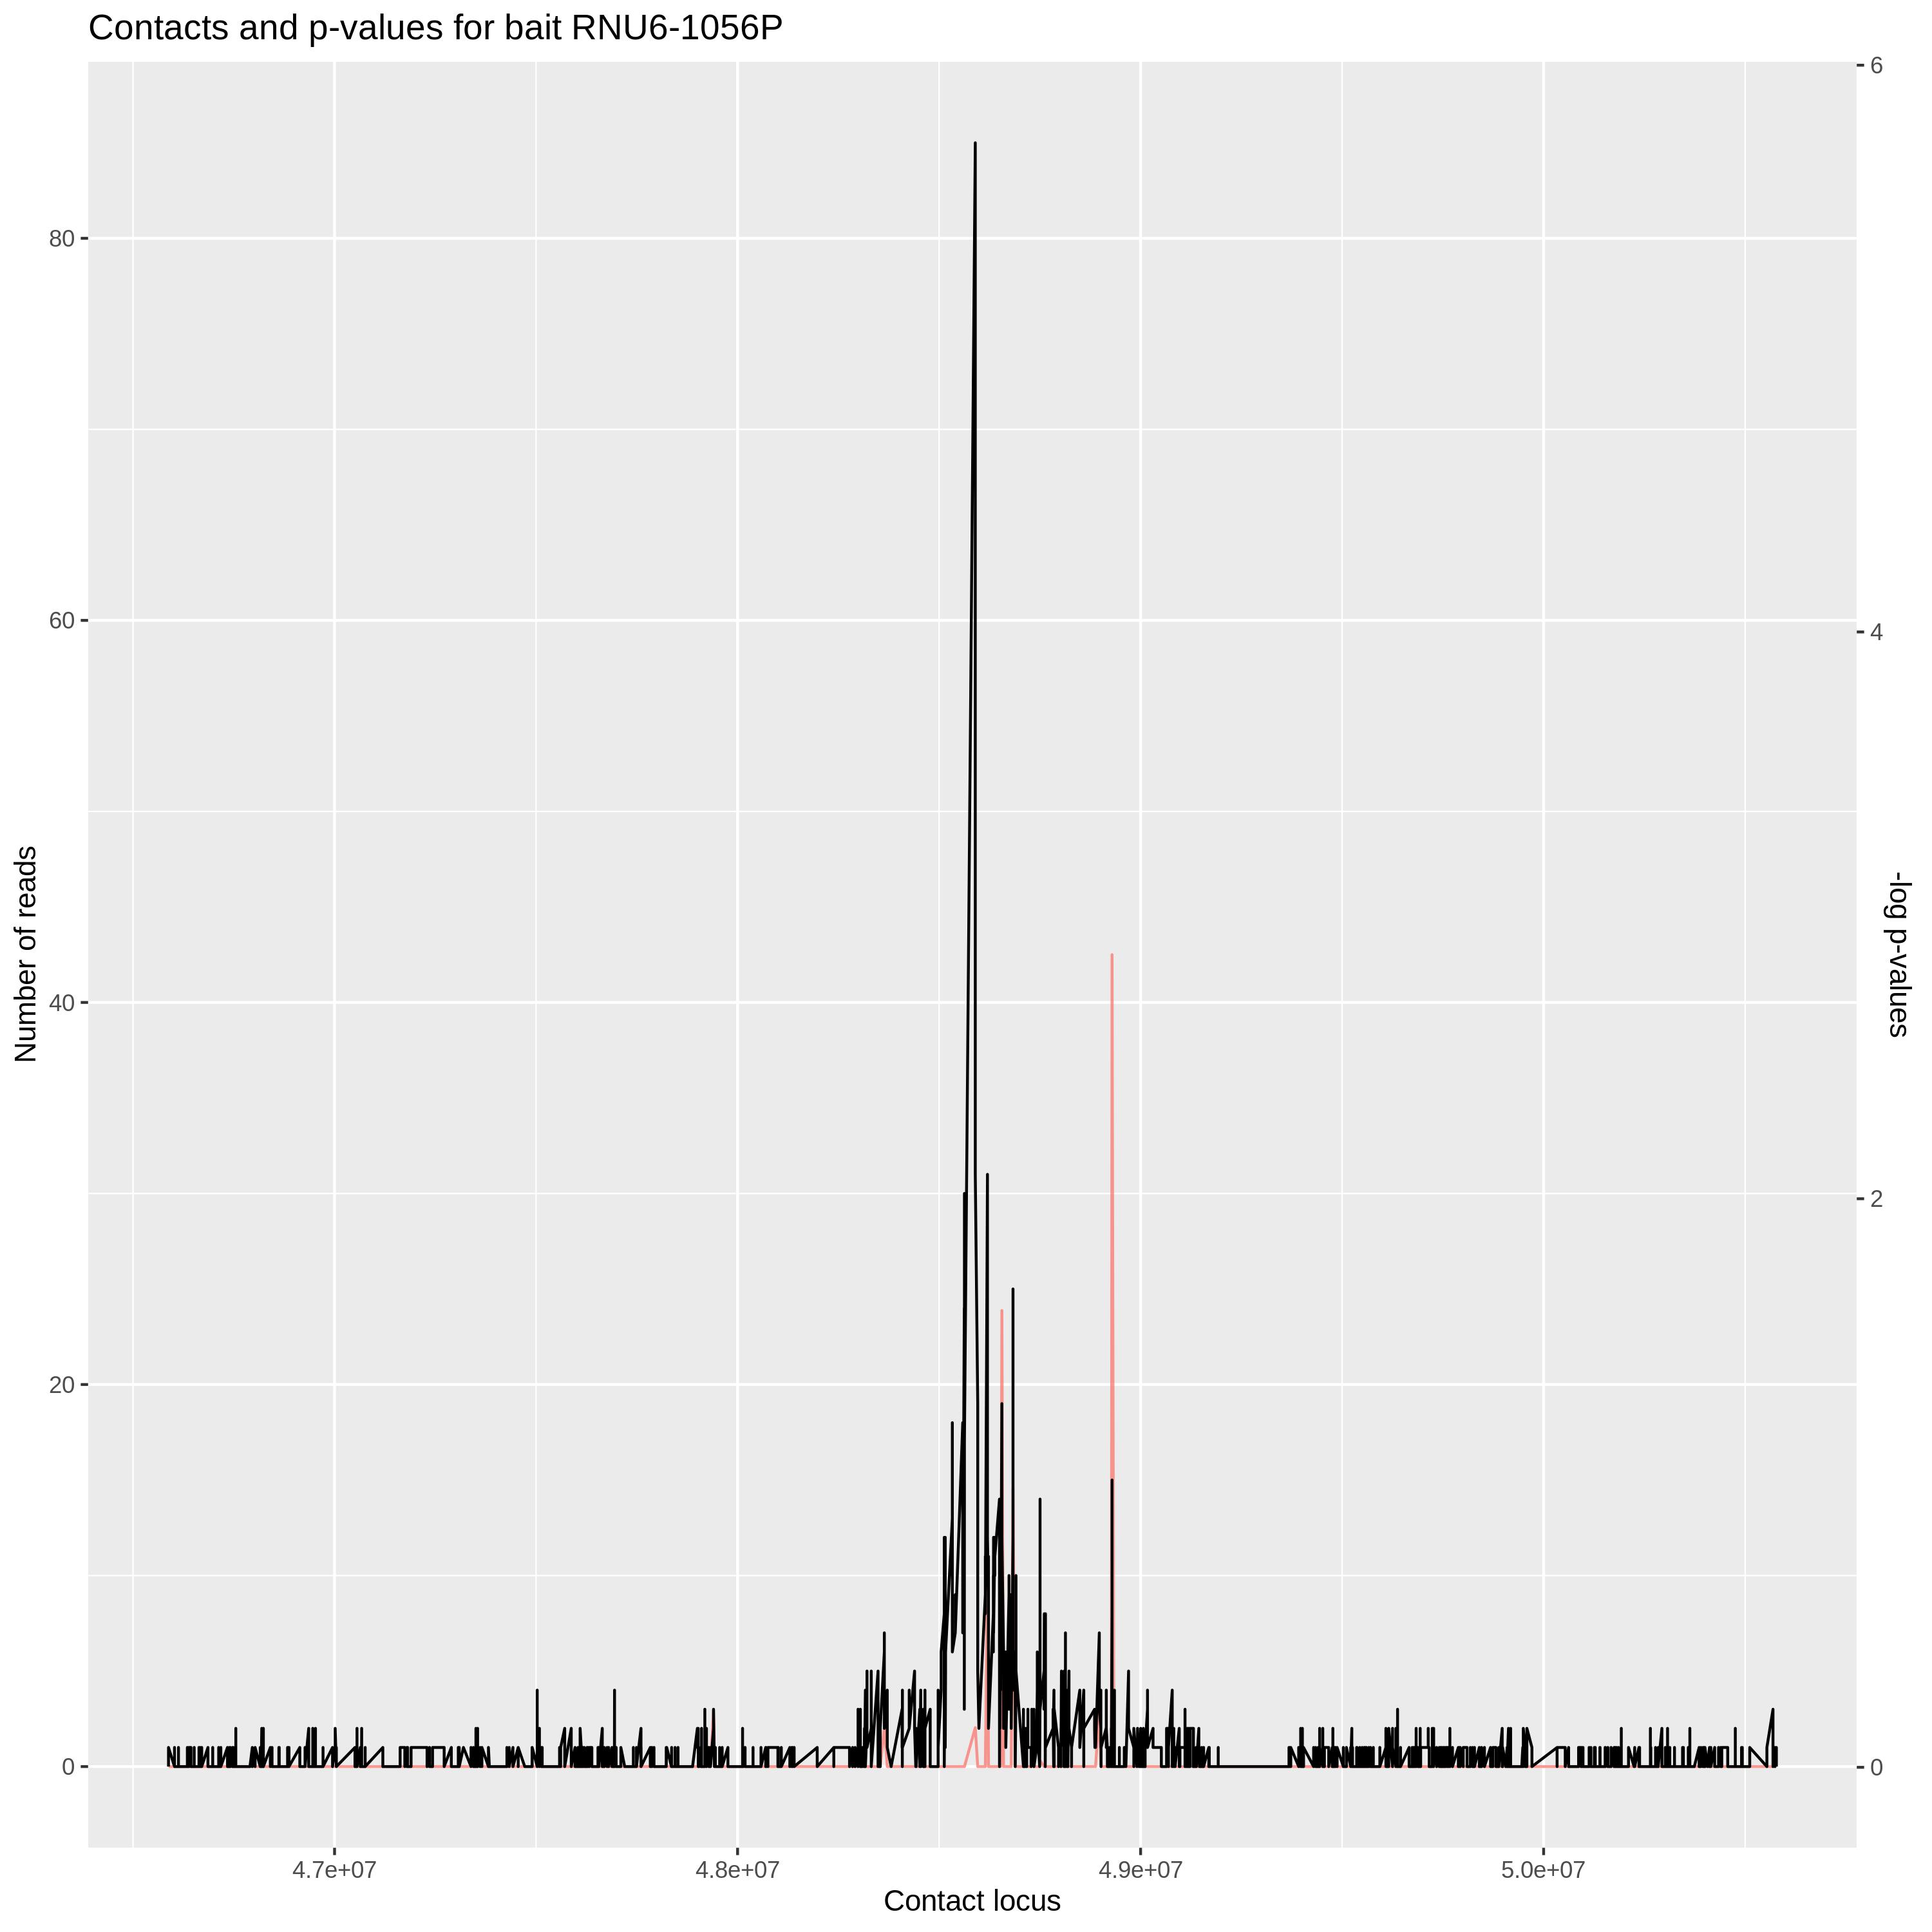 Contacts and p-values for bait RNU6-1056P
Number of reads
80
60
40
20
0
6
4
2
0
-log p-values
4.7e+07
4.8e+07
4.9e+07
5.0e+07
Contact locus